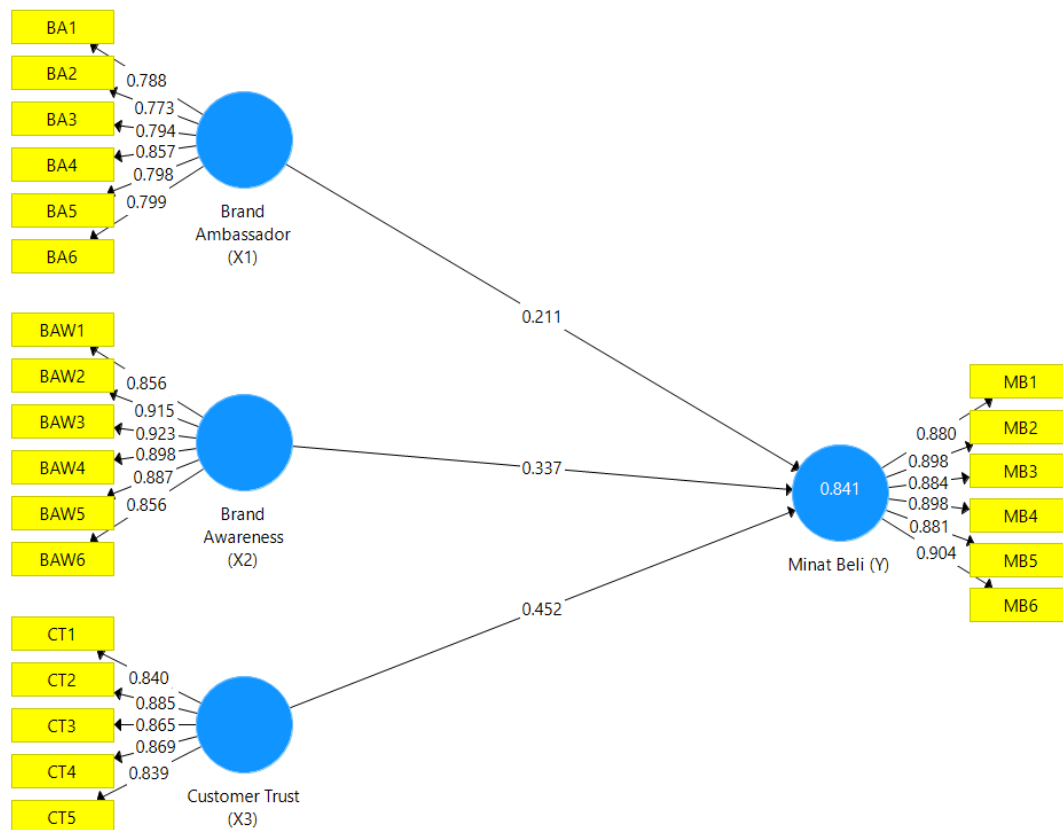 BA1
BA2
BA3
BA4
BA5
BA6
0.788
0.773
0.794
0.857
0.798
0.799
Brand
Ambassador
(X1)
0.211
BAW1
BAW2
BAW3
BAW4
BAW5
BAW6
0.856
0.915
0.923
0.898
0.887
0.856
Brand
Awareness
(X2)
0.337
CT1
CT2
CT3
CT4
CT5
0.840
0.885
0.865
0.869
0.839
Customer Trust
(X3)
0.452
0.841
Minat Beli (Y)
0.880
0.898
0.884
0.898
0.881
0.904
MB1
MB2
MB3
MB4
MB5
MB6